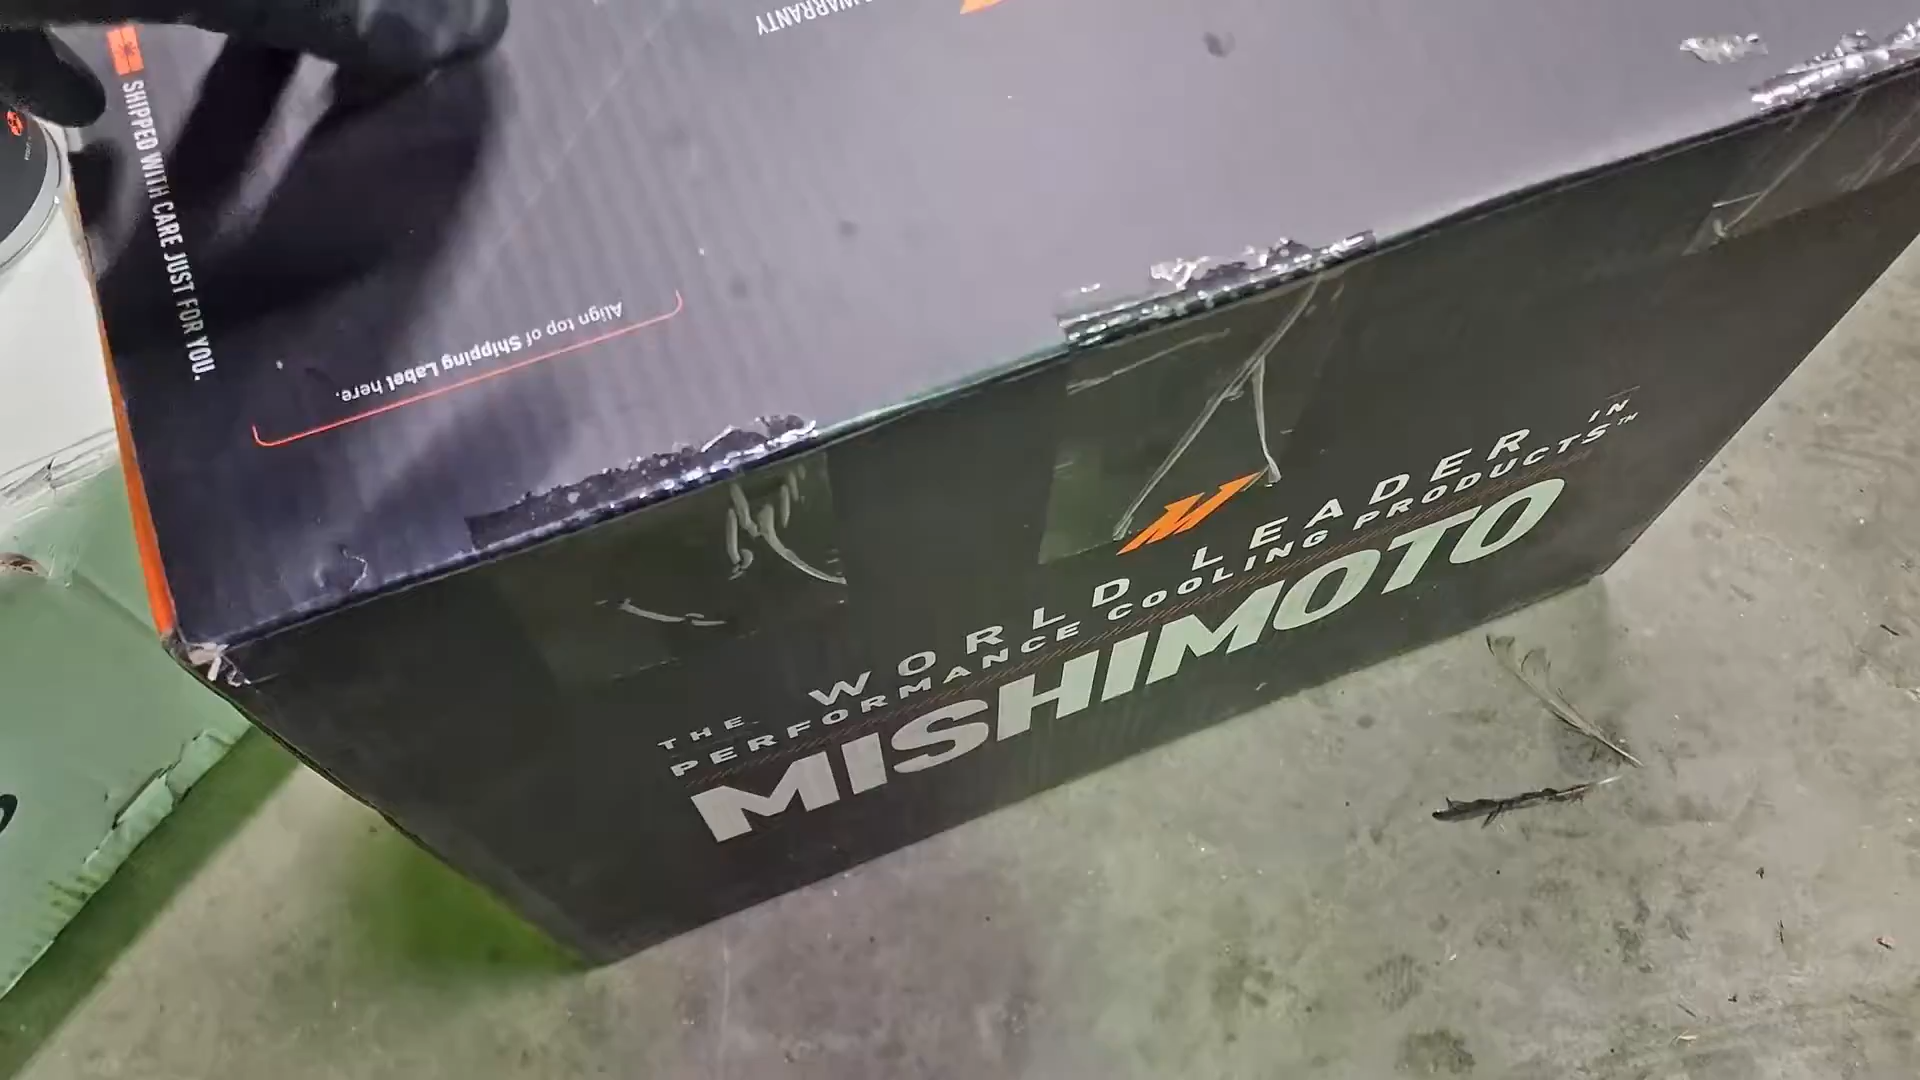 WARRANTY
SHIPPED WITH CARE JUST FOR YOU.
Align top of Shipping Label here.
THE WORLD LEADER IN
PERFORMANCE COOLING PRODUCTS™
MISHIMOTO